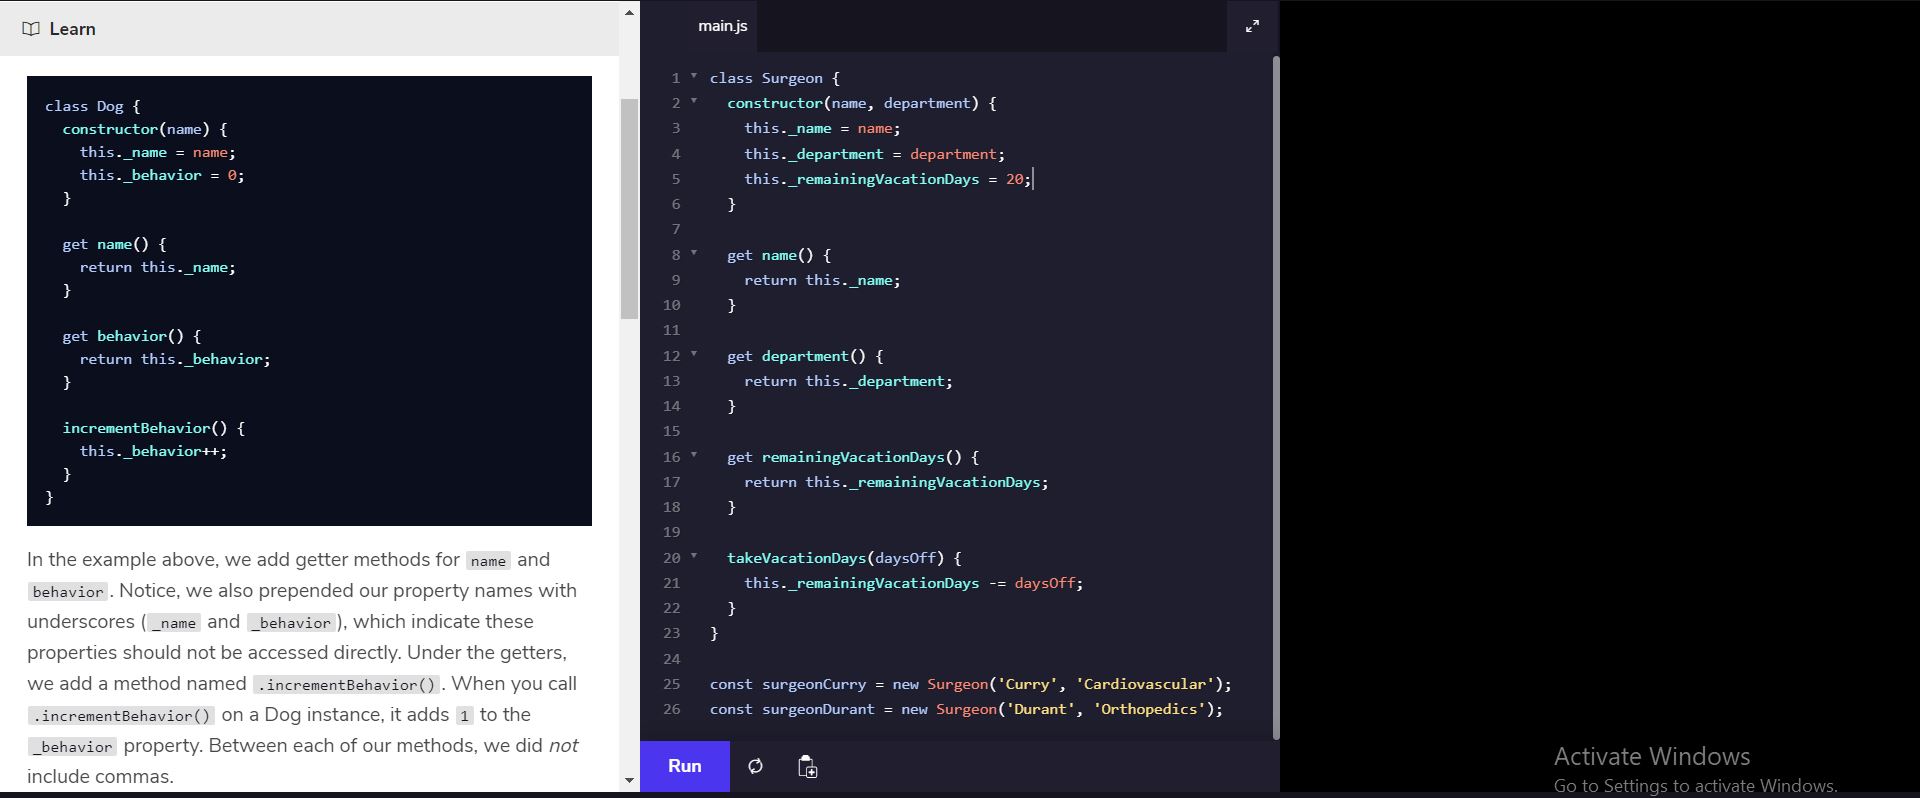 Learn
class Dog {
constructor(name) {
this._name = name;
this._behavior = 0;
}
get name() {
return this._name;
}
get behavior() {
return this._behavior;
}
incrementBehavior() {
this._behavior++;
}
}
In the example above, we add getter methods for name and
behavior . Notice, we also prepended our property names with
underscores ( _name and _behavior ), which indicate these
properties should not be accessed directly. Under the getters,
we add a method named .incrementBehavior() . When you call
.incrementBehavior() on a Dog instance, it adds 1 to the
_behavior property. Between each of our methods, we did not
include commas.
main.js
1 class Surgeon {
2 constructor(name, department) {
3 this._name = name;
4 this._department = department;
5 this._remainingVacationDays = 20;
6 }
7
8 get name() {
9 return this._name;
10 }
11
12 get department() {
13 return this._department;
14 }
15
16 get remainingVacationDays() {
17 return this._remainingVacationDays;
18 }
19
20 takeVacationDays(daysOff) {
21 this._remainingVacationDays -= daysOff;
22 }
23 }
24
25 const surgeonCurry = new Surgeon('Curry', 'Cardiovascular');
26 const surgeonDurant = new Surgeon('Durant', 'Orthopedics');
Run
Activate Windows
Go to Settings to activate Windows.